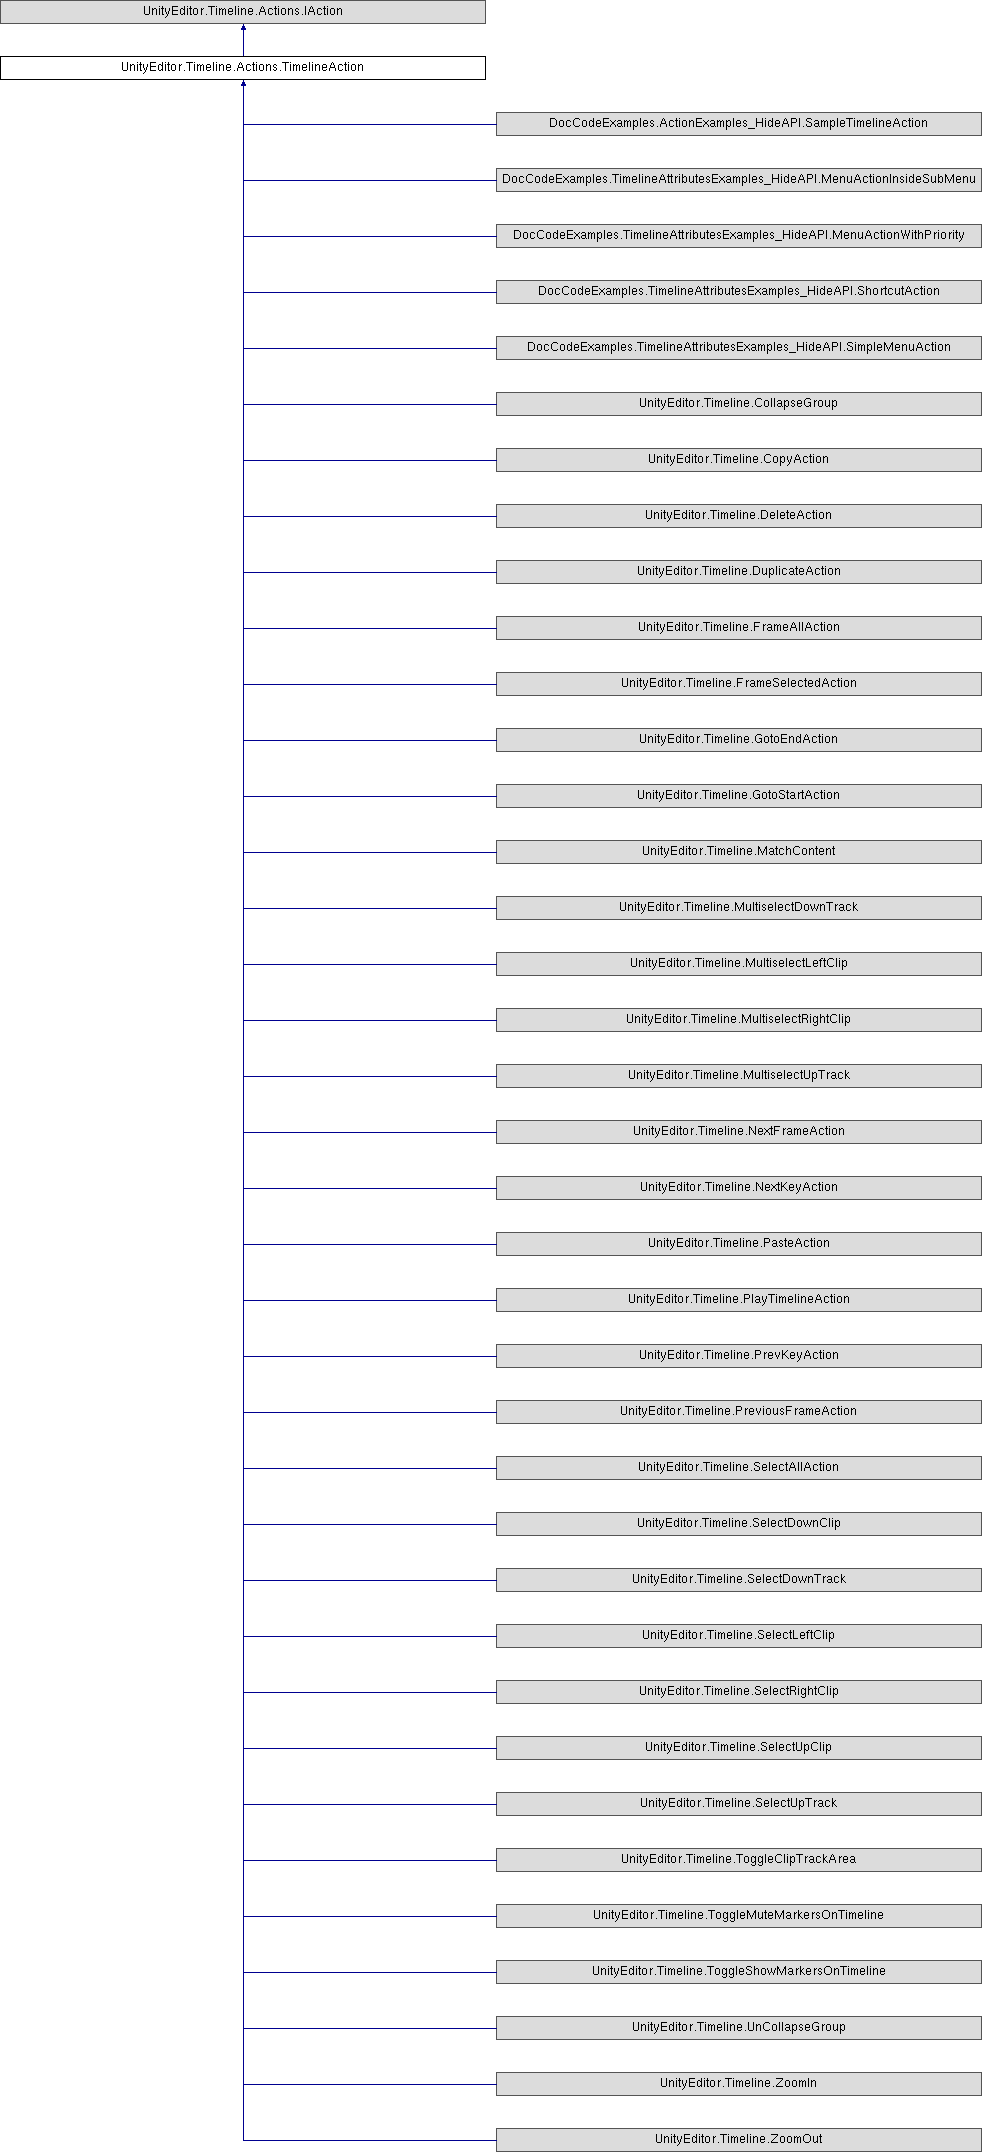 UnityEditor.Timeline.Actions.IAction
UnityEditor.Timeline.Actions.TimelineAction
DocCodeExamples.ActionExamples_HideAPI.SampleTimelineAction
DocCodeExamples.TimelineAttributesExamples_HideAPI.MenuActionInsideSubMenu
DocCodeExamples.TimelineAttributesExamples_HideAPI.MenuActionWithPriority
DocCodeExamples.TimelineAttributesExamples_HideAPI.ShortcutAction
DocCodeExamples.TimelineAttributesExamples_HideAPI.SimpleMenuAction
UnityEditor.Timeline.CollapseGroup
UnityEditor.Timeline.CopyAction
UnityEditor.Timeline.DeleteAction
UnityEditor.Timeline.DuplicateAction
UnityEditor.Timeline.FrameAllAction
UnityEditor.Timeline.FrameSelectedAction
UnityEditor.Timeline.GotoEndAction
UnityEditor.Timeline.GotoStartAction
UnityEditor.Timeline.MatchContent
UnityEditor.Timeline.MultiselectDownTrack
UnityEditor.Timeline.MultiselectLeftClip
UnityEditor.Timeline.MultiselectRightClip
UnityEditor.Timeline.MultiselectUpTrack
UnityEditor.Timeline.NextFrameAction
UnityEditor.Timeline.NextKeyAction
UnityEditor.Timeline.PasteAction
UnityEditor.Timeline.PlayTimelineAction
UnityEditor.Timeline.PrevKeyAction
UnityEditor.Timeline.PreviousFrameAction
UnityEditor.Timeline.SelectAllAction
UnityEditor.Timeline.SelectDownClip
UnityEditor.Timeline.SelectDownTrack
UnityEditor.Timeline.SelectLeftClip
UnityEditor.Timeline.SelectRightClip
UnityEditor.Timeline.SelectUpClip
UnityEditor.Timeline.SelectUpTrack
UnityEditor.Timeline.ToggleClipTrackArea
UnityEditor.Timeline.ToggleMuteMarkersOnTimeline
UnityEditor.Timeline.ToggleShowMarkersOnTimeline
UnityEditor.Timeline.UnCollapseGroup
UnityEditor.Timeline.ZoomIn
UnityEditor.Timeline.ZoomOut